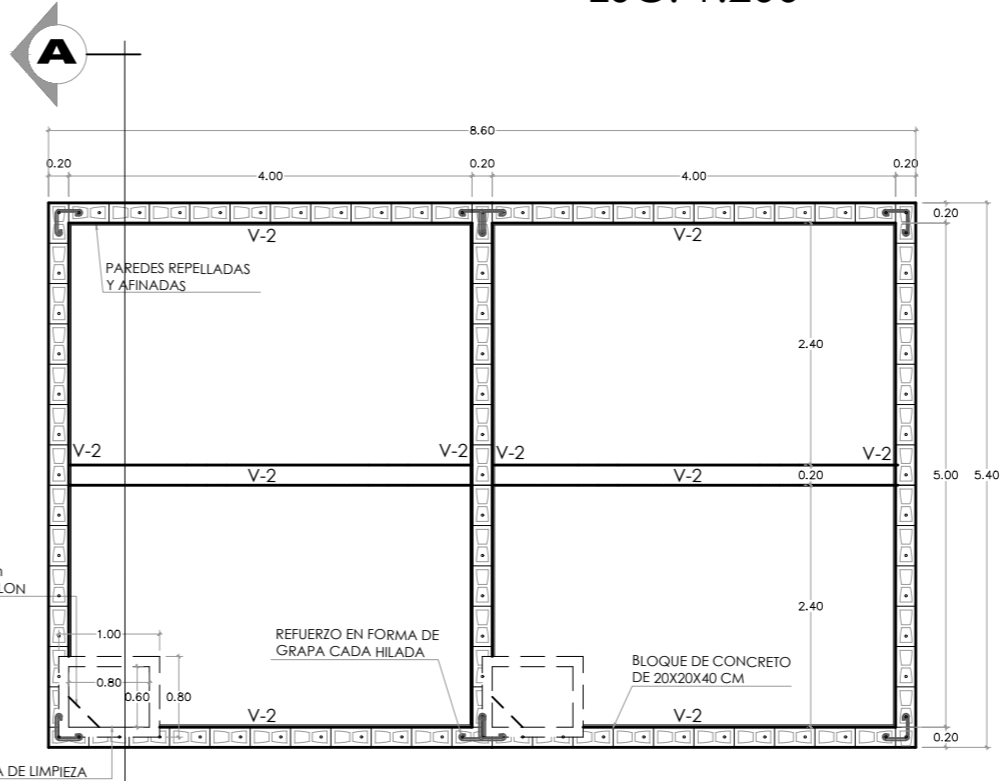 A
8.60
0.20
0.20
0.20
4.00
4.00
0.20
V-2
V-2
PAREDES REPELLADAS
Y AFINADAS
2.40
V-2
V-2
V-2
V-2
V-2
V-2
0.20
5.00
5.40
LON
1.00
REFUERZO EN FORMA DE
GRAPA CADA HILADA
2.40
BLOQUE DE CONCRETO
DE 20X20X40 CM
0.80
0.60
0.80
V-2
V-2
0.20
DE LIMPIEZA